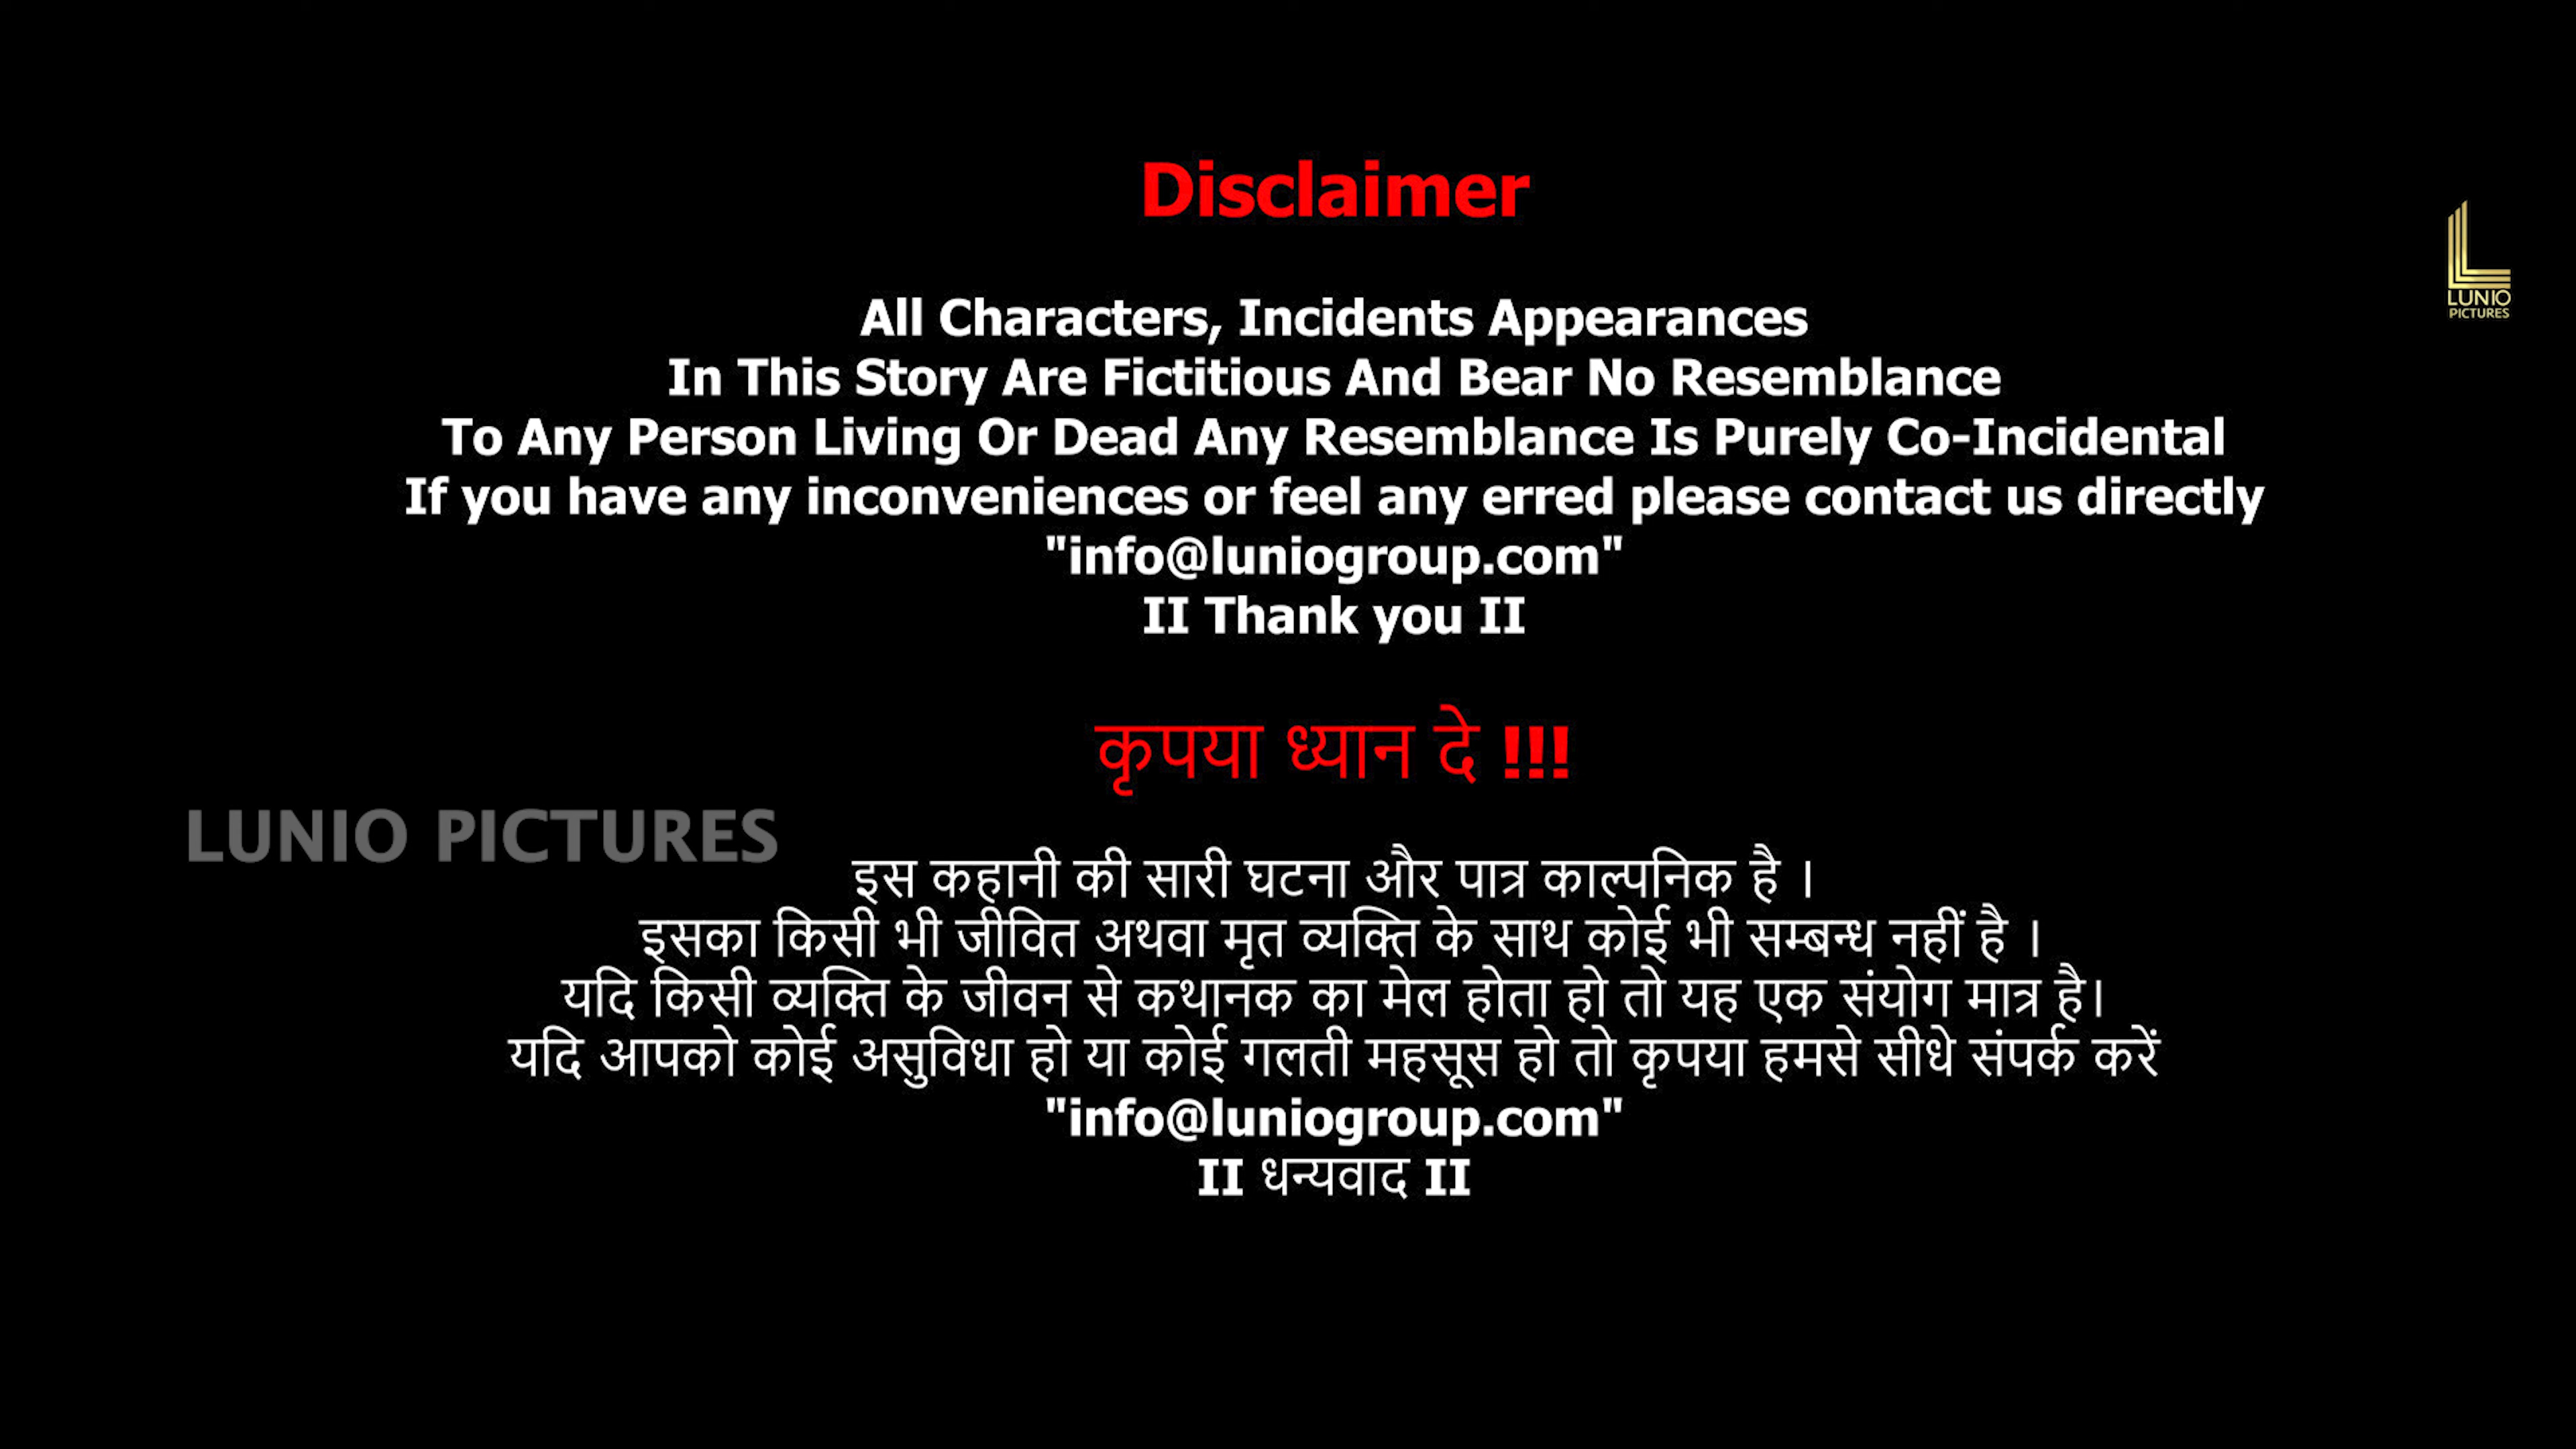 Disclaimer
All Characters, Incidents Appearances
In This Story Are Fictitious And Bear No Resemblance
To Any Person Living Or Dead Any Resemblance Is Purely Co-Incidental
If you have any inconveniences or feel any erred please contact us directly
"info@luniogroup.com"
II Thank you II
LUNIO
PICTURES
कृपया ध्यान दे !!!
LUNIO PICTURES
इस कहानी की सारी घटना और पात्र काल्पनिक है ।
इसका किसी भी जीवित अथवा मृत व्यक्ति के साथ कोई भी सम्बन्ध नहीं है ।
यदि किसी व्यक्ति के जीवन से कथानक का मेल होता हो तो यह एक संयोग मात्र है।
यदि आपको कोई असुविधा हो या कोई गलती महसूस हो तो कृपया हमसे सीधे संपर्क करें
"info@luniogroup.com"
II धन्यवाद II